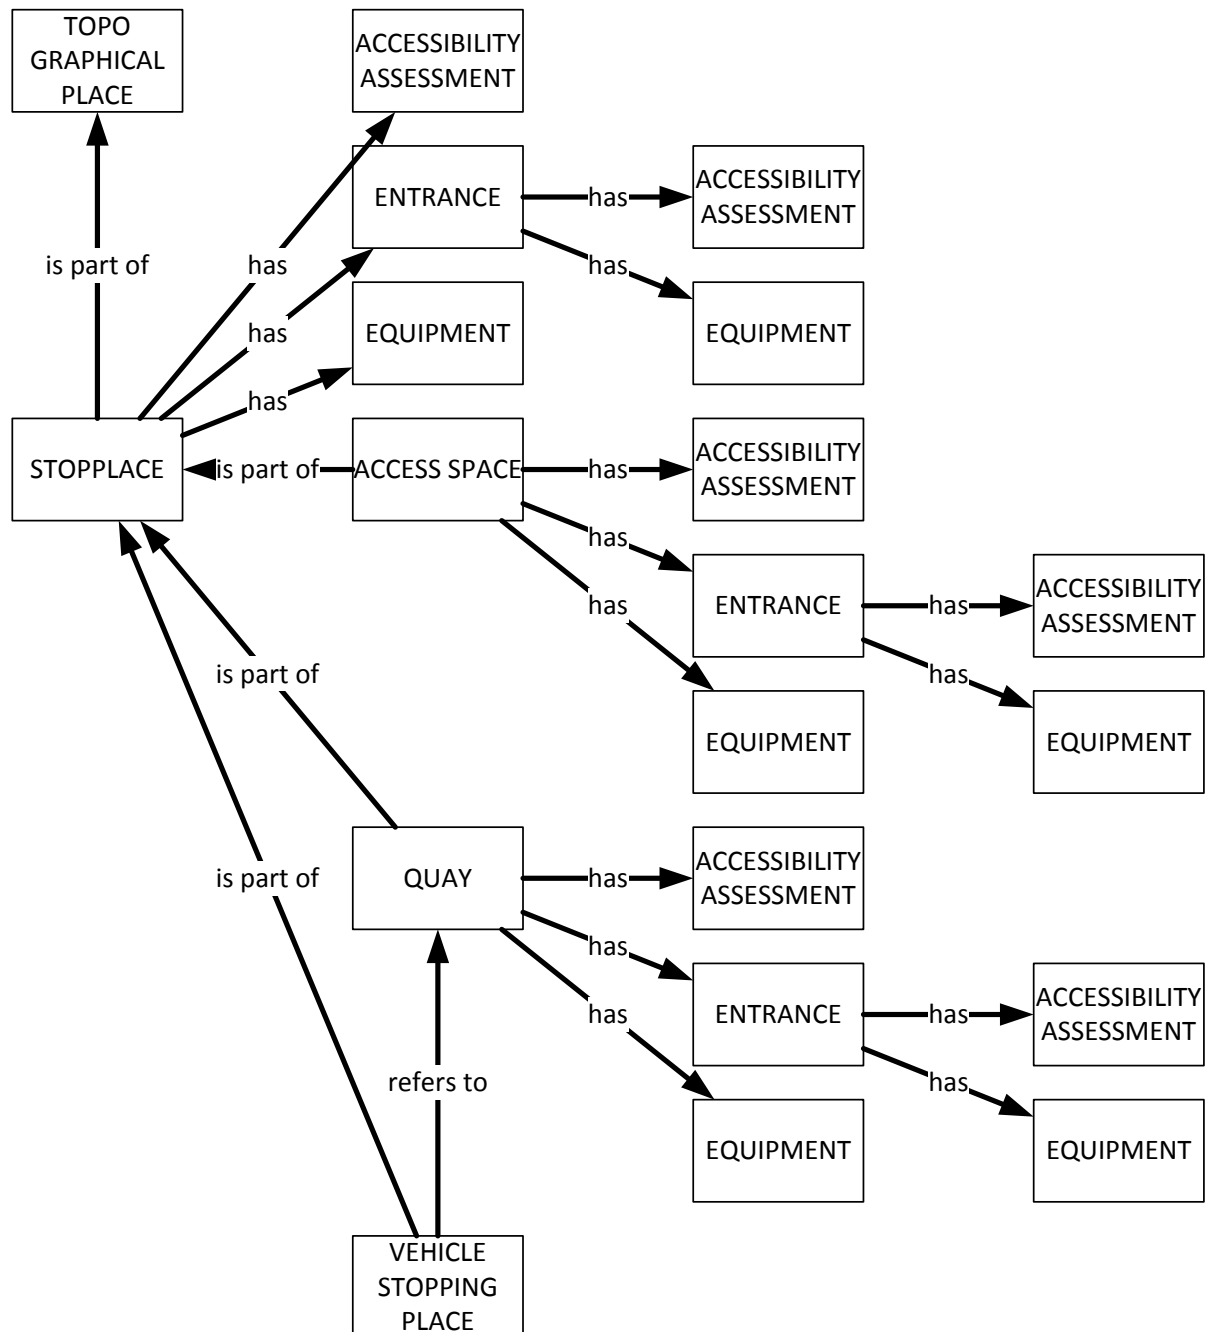 TOPO
GRAPHICAL
PLACE
ACCESSIBILITY
ASSESSMENT
ENTRANCE
has
ACCESSIBILITY
ASSESSMENT
is part of
has
has
has
EQUIPMENT
EQUIPMENT
has
STOPPLACE
is part of
ACCESS SPACE
has
ACCESSIBILITY
ASSESSMENT
has
has
ENTRANCE
has
ACCESSIBILITY
ASSESSMENT
is part of
has
EQUIPMENT
EQUIPMENT
is part of
QUAY
has
ACCESSIBILITY
ASSESSMENT
has
has
ENTRANCE
has
ACCESSIBILITY
ASSESSMENT
refers to
has
EQUIPMENT
EQUIPMENT
VEHICLE
STOPPING
PLACE